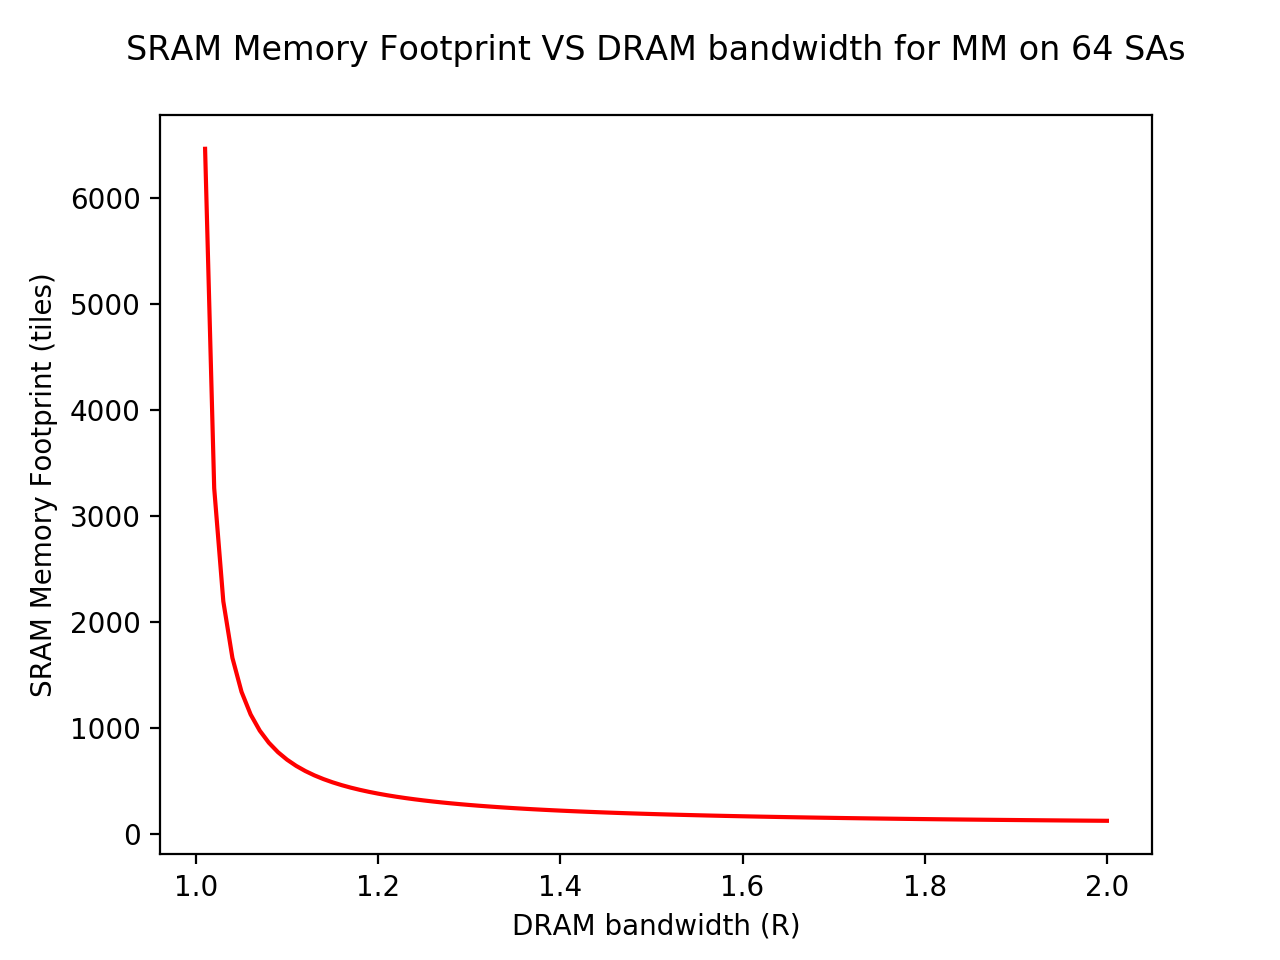 SRAM Memory Footprint VS DRAM bandwidth for MM on 64 SAs
SRAM Memory Footprint (tiles)
6000
5000
4000
3000
2000
1000
0
1.0 1.2 1.4 1.6 1.8 2.0
DRAM bandwidth (R)